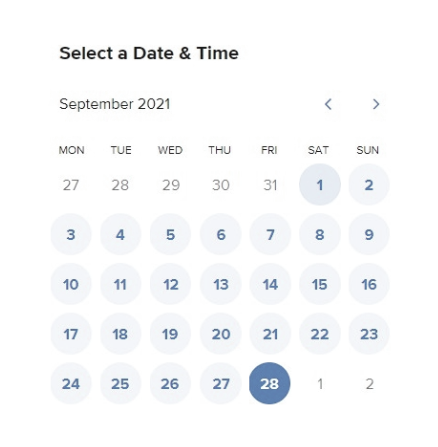 Select a Date & Time
September 2021
MON TUE WED THU FRI SAT SUN
27 28 29 30 31 1 2
3 4 5 6 7 8 9
10 11 12 13 14 15 16
17 18 19 20 21 22 23
24 25 26 27 28 1 2